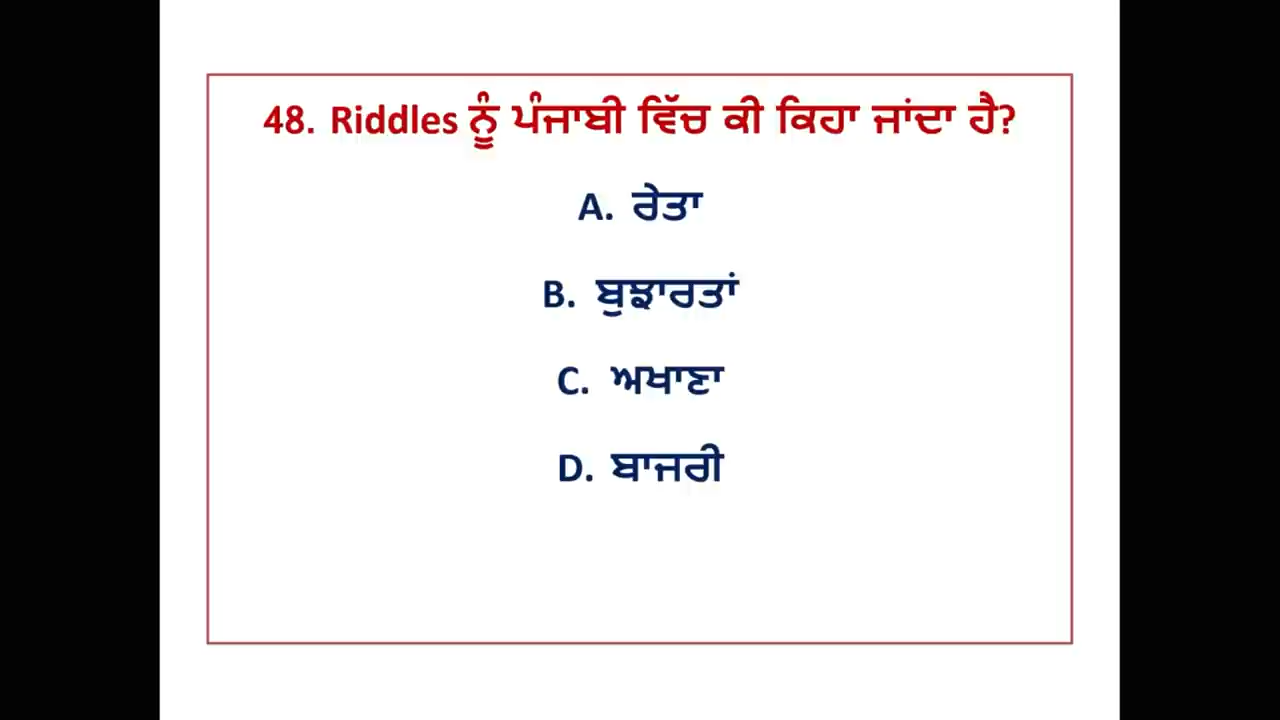 48. Riddles ਨੂੰ ਪੰਜਾਬੀ ਵਿੱਚ ਕੀ ਕਿਹਾ ਜਾਂਦਾ ਹੈ?
A. ਰੇਤਾ
B. ਬੁਝਾਰਤਾਂ
C. ਅਖਾਣਾ
D. ਬਾਜਰੀ